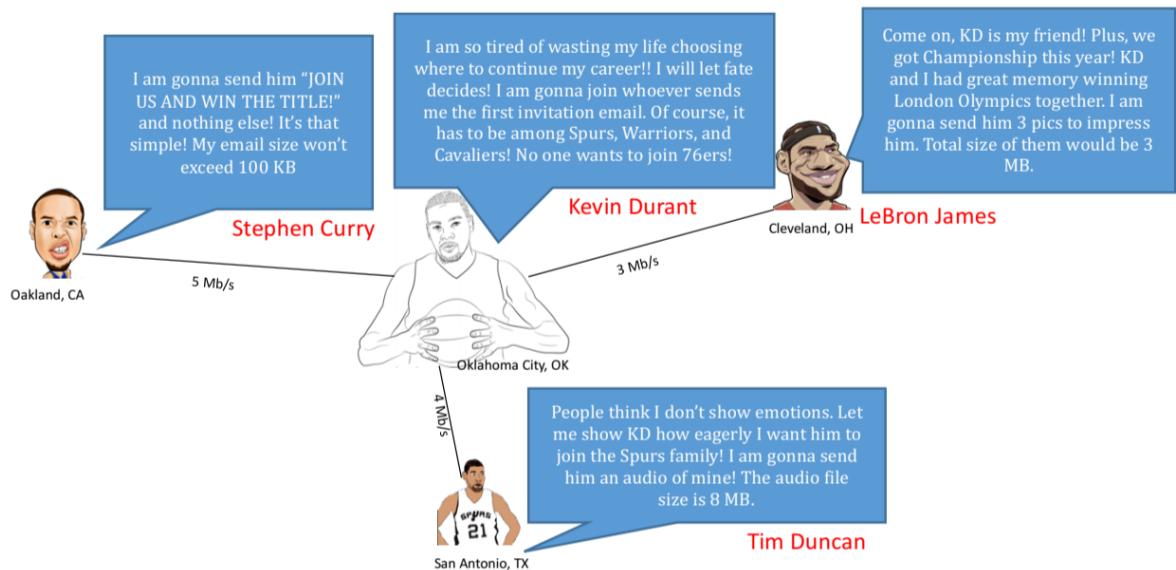 I am gonna send him “JOIN
US AND WIN THE TITLE!”
and nothing else! It’s that
simple! My email size won’t
exceed 100 KB
I am so tired of wasting my life choosing
where to continue my career!! I will let fate
decides! I am gonna join whoever sends
me the first invitation email. Of course, it
has to be among Spurs, Warriors, and
Cavaliers! No one wants to join 76ers!
Come on, KD is my friend! Plus, we
got Championship this year! KD
and I had great memory winning
London Olympics together. I am
gonna send him 3 pics to impress
him. Total size of them would be 3
MB.
Stephen Curry
Kevin Durant
LeBron James
Cleveland, OH
Oakland, CA
5 Mb/s
3 Mb/s
Oklahoma City, OK
4 Mb/s
People think I don’t show emotions. Let
me show KD how eagerly I want him to
join the Spurs family! I am gonna send
him an audio of mine! The audio file
size is 8 MB.
SPURS
21
Tim Duncan
San Antonio, TX